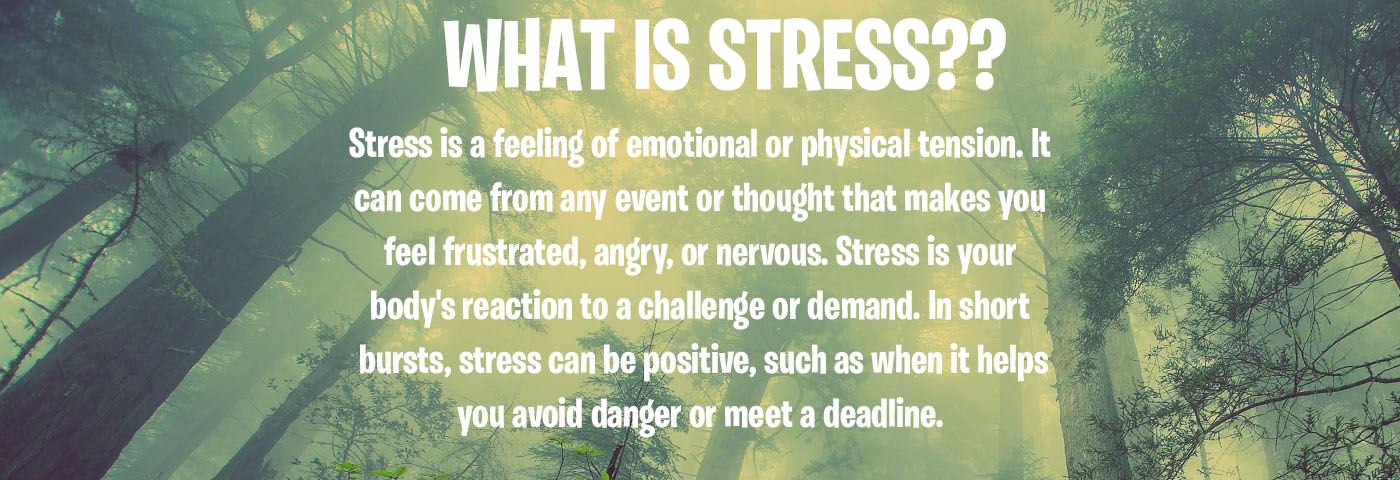 WHAT IS STRESS??
Stress is a feeling of emotional or physical tension. It
can come from any event or thought that makes you
feel frustrated, angry, or nervous. Stress is your
body's reaction to a challenge or demand. In short
bursts, stress can be positive, such as when it helps
you avoid danger or meet a deadline.